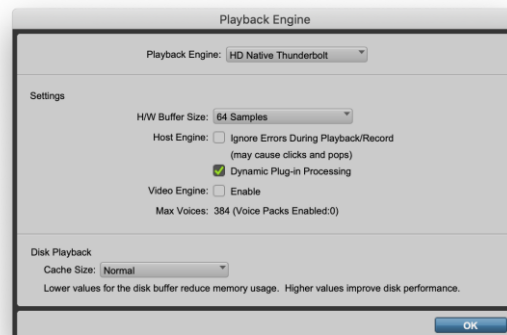 Playback Engine
Playback Engine: HD Native Thunderbolt
Settings
H/W Buffer Size: 64 Samples
Host Engine: Ignore Errors During Playback/Record
(may cause clicks and pops)
Dynamic Plug-in Processing
Video Engine: Enable
Max Voices: 384 (Voice Packs Enabled:0)
Disk Playback
Cache Size: Normal
Lower values for the disk buffer reduce memory usage. Higher values improve disk performance.
OK